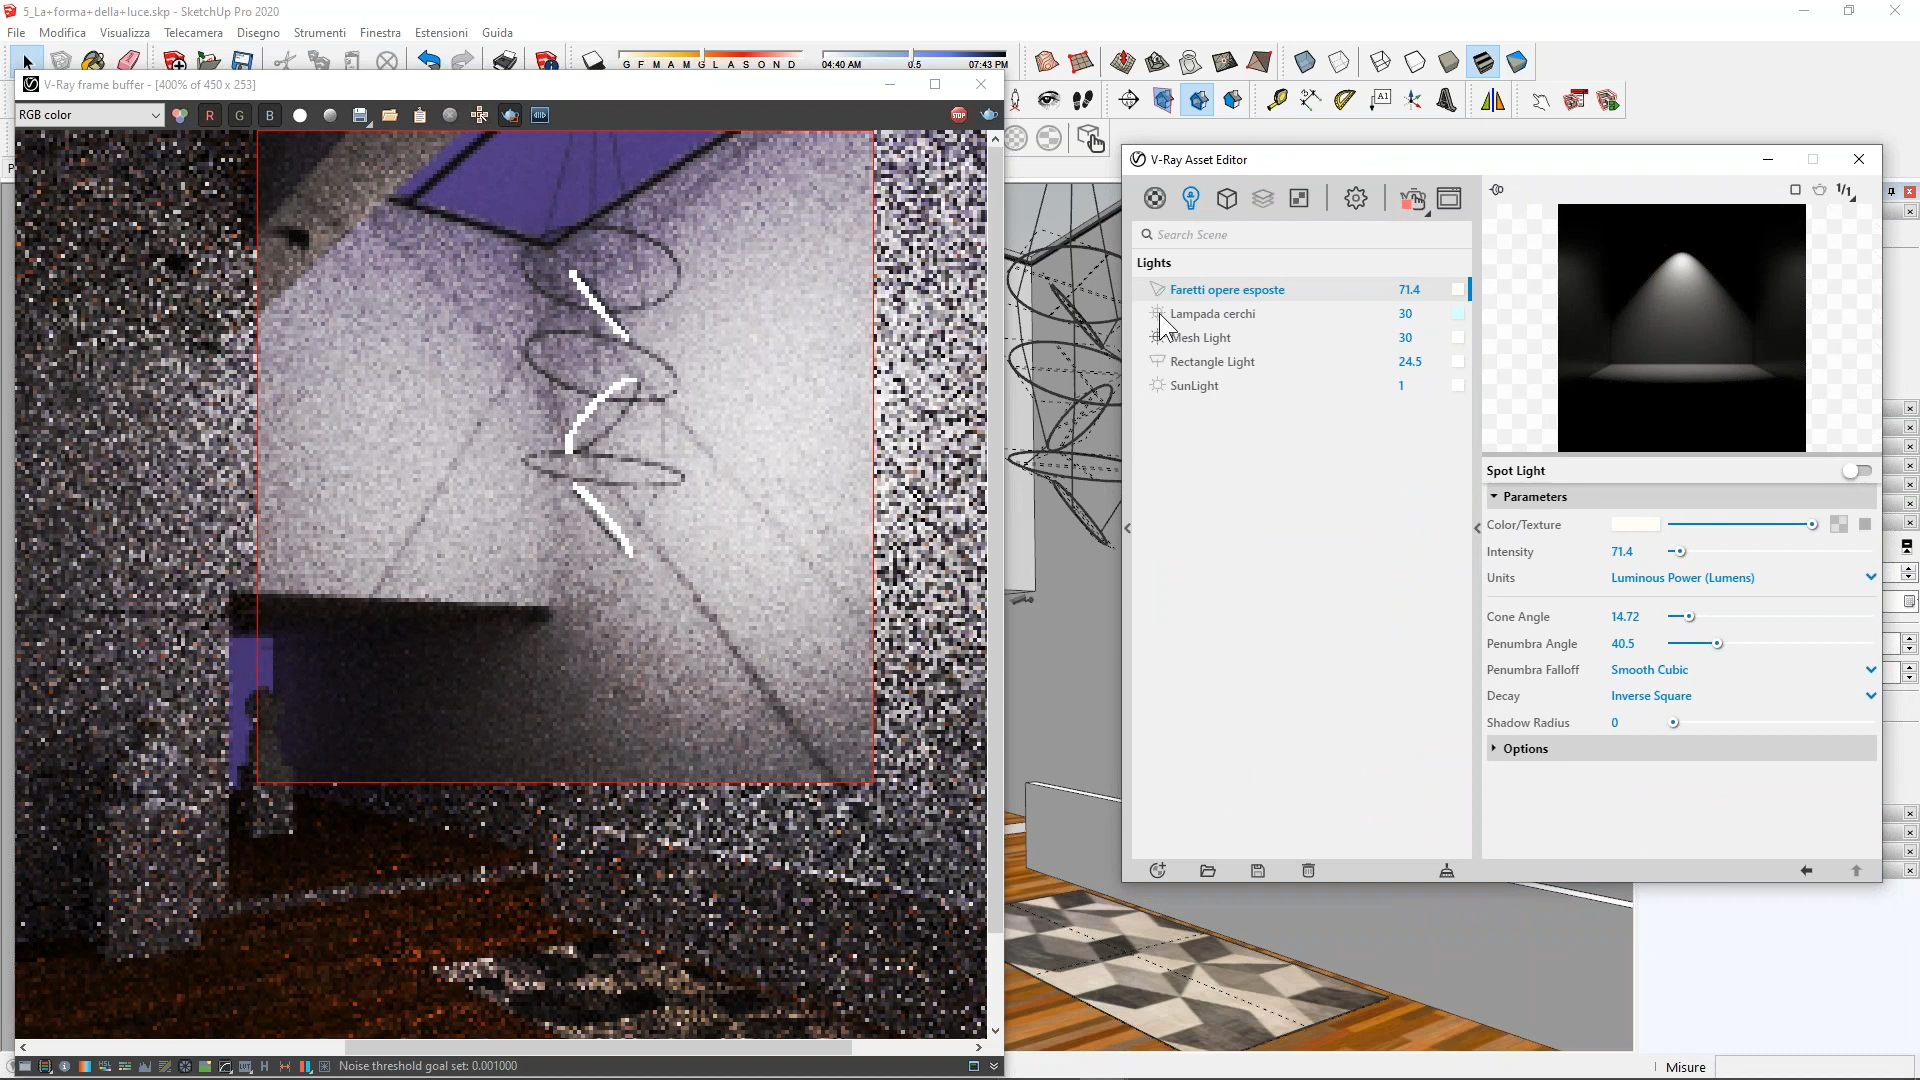 5_La+forma+della+luce.skp - SketchUp Pro 2020
File Modifica Visualizza Telecamera Disegno Strumenti Finestra Estensioni Guida
G F M A M G L A S O N D
04:40 AM 0.5 07:43 PM
V-Ray frame buffer - [400% of 450 x 253]
RGB color
R G B
STOP
A1
V-Ray Asset Editor
1/1
Search Scene
Lights
Faretti opere esposte 71.4
Lampada cerchi 30
Mesh Light 30
Rectangle Light 24.5
SunLight 1
Spot Light
Parameters
Color/Texture
Intensity 71.4
Units Luminous Power (Lumens)
Cone Angle 14.72
Penumbra Angle 40.5
Penumbra Falloff Smooth Cubic
Decay Inverse Square
Shadow Radius 0
Options
H
Noise threshold goal set: 0.001000
Misure